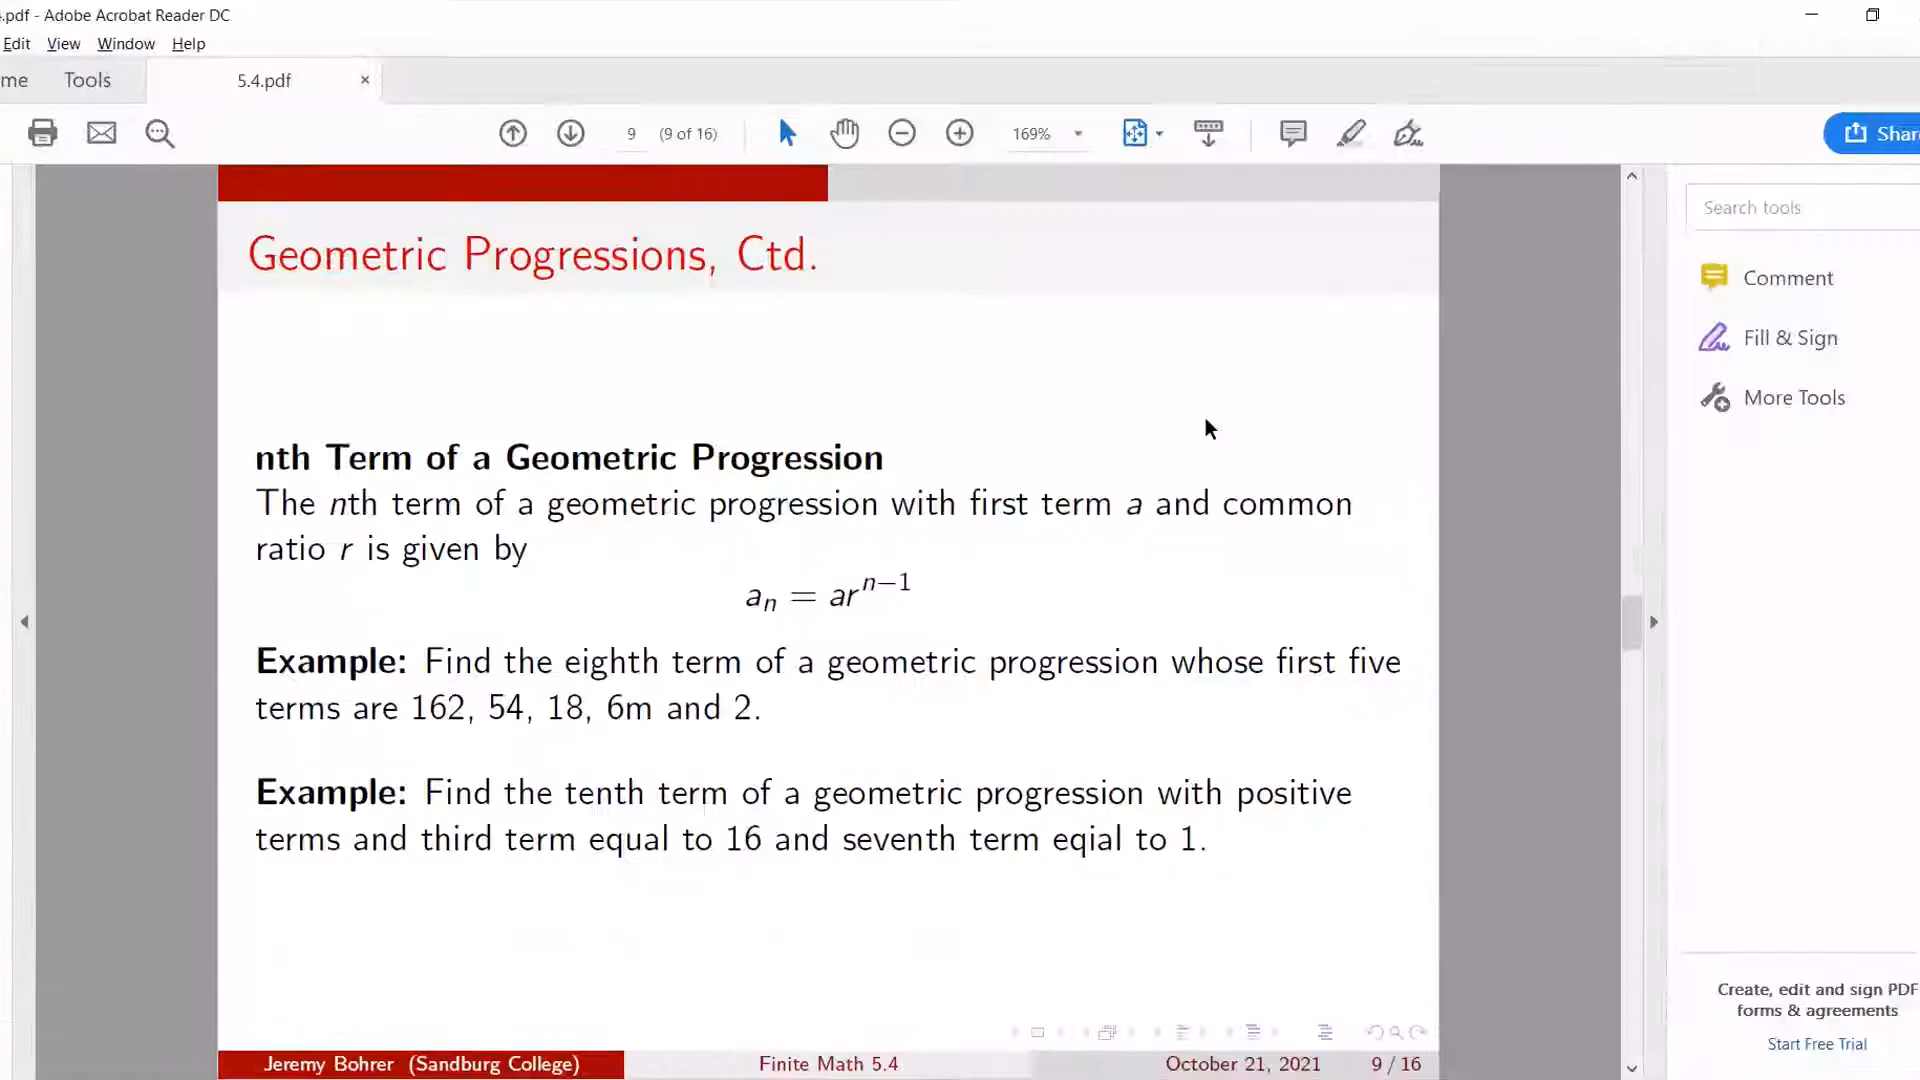 .pdf - Adobe Acrobat Reader DC
Edit View Window Help
me Tools 5.4.pdf ×
9 (9 of 16) 169% Shar
Search tools
Geometric Progressions, Ctd.
Comment
Fill & Sign
More Tools
nth Term of a Geometric Progression
The nth term of a geometric progression with first term a and common
ratio r is given by
aₙ = arⁿ⁻¹
Example: Find the eighth term of a geometric progression whose first five
terms are 162, 54, 18, 6m and 2.
Example: Find the tenth term of a geometric progression with positive
terms and third term equal to 16 and seventh term eqial to 1.
Create, edit and sign PDF
forms & agreements
Start Free Trial
Jeremy Bohrer (Sandburg College) Finite Math 5.4 October 21, 2021 9 / 16